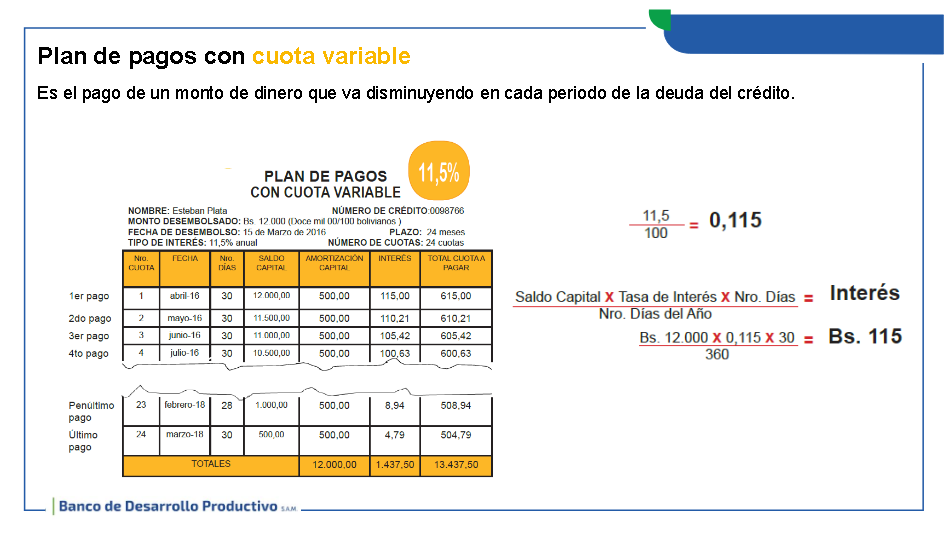 Plan de pagos con cuota variable
Es el pago de un monto de dinero que va disminuyendo en cada periodo de la deuda del crédito.
PLAN DE PAGOS
CON CUOTA VARIABLE
11,5%
NOMBRE: Esteban Plata NÚMERO DE CRÉDITO:0098766
MONTO DESEMBOLSADO: Bs. 12.000 (Doce mil 00/100 bolivianos )
FECHA DE DESEMBOLSO: 15 de Marzo de 2016 PLAZO: 24 meses
TIPO DE INTERÉS: 11,5% anual NÚMERO DE CUOTAS: 24 cuotas
Nro. CUOTA FECHA Nro. DÍAS SALDO CAPITAL AMORTIZACIÓN CAPITAL INTERÉS TOTAL CUOTA A PAGAR
1er pago 1 abril-16 30 12.000,00 500,00 115,00 615,00
2do pago 2 mayo-16 30 11.500,00 500,00 110,21 610,21
3er pago 3 junio-16 30 11.000,00 500,00 105,42 605,42
4to pago 4 julio-16 30 10.500,00 500,00 100,63 600,63
Penúltimo pago 23 febrero-18 28 1.000,00 500,00 8,94 508,94
Último pago 24 marzo-18 30 500,00 500,00 4,79 504,79
TOTALES 12.000,00 1.437,50 13.437,50
11,5
100
= 0,115
Saldo Capital X Tasa de Interés X Nro. Días = Interés
Nro. Días del Año
Bs. 12.000 X 0,115 X 30 = Bs. 115
360
Banco de Desarrollo Productivo S.A.M.